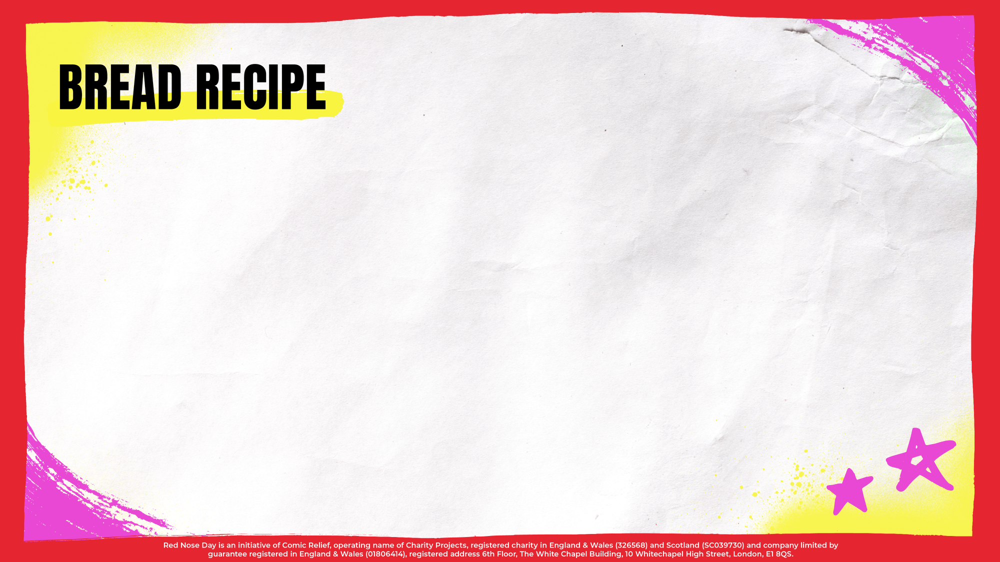 BREAD RECIPE
Red Nose Day is an initiative of Comic Relief, operating name of Charity Projects, registered charity in England & Wales (326568) and Scotland (SC039730) and company limited by
guarantee registered in England & Wales (01806414), registered address 6th Floor, The White Chapel Building, 10 Whitechapel High Street, London, E1 8QS.